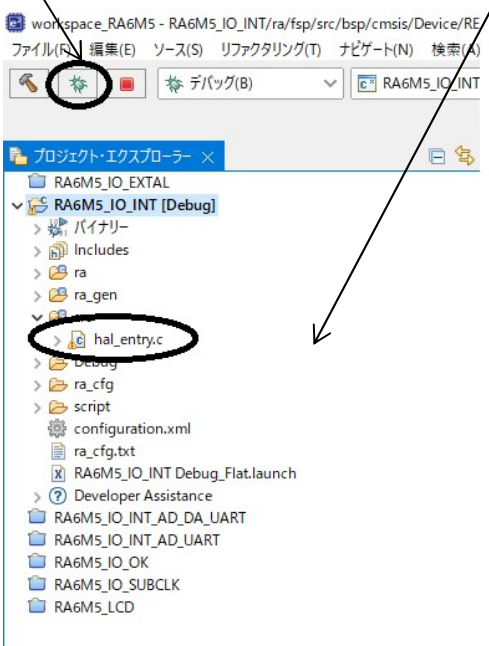 workspace_RA6M5 - RA6M5_IO_INT/ra/fsp/src/bsp/cmsis/Device/RE
ファイル(F) 編集(E) ソース(S) リファクタリング(T) ナビゲート(N) 検索(A)
デバッグ(B) RA6M5_IO_INT
プロジェクト・エクスプローラー
RA6M5_IO_EXTAL
RA6M5_IO_INT [Debug]
バイナリー
Includes
ra
ra_gen
hal_entry.c
Debug
ra_cfg
script
configuration.xml
ra_cfg.txt
RA6M5_IO_INT Debug_Flat.launch
Developer Assistance
RA6M5_IO_INT_AD_DA_UART
RA6M5_IO_INT_AD_UART
RA6M5_IO_OK
RA6M5_IO_SUBCLK
RA6M5_LCD